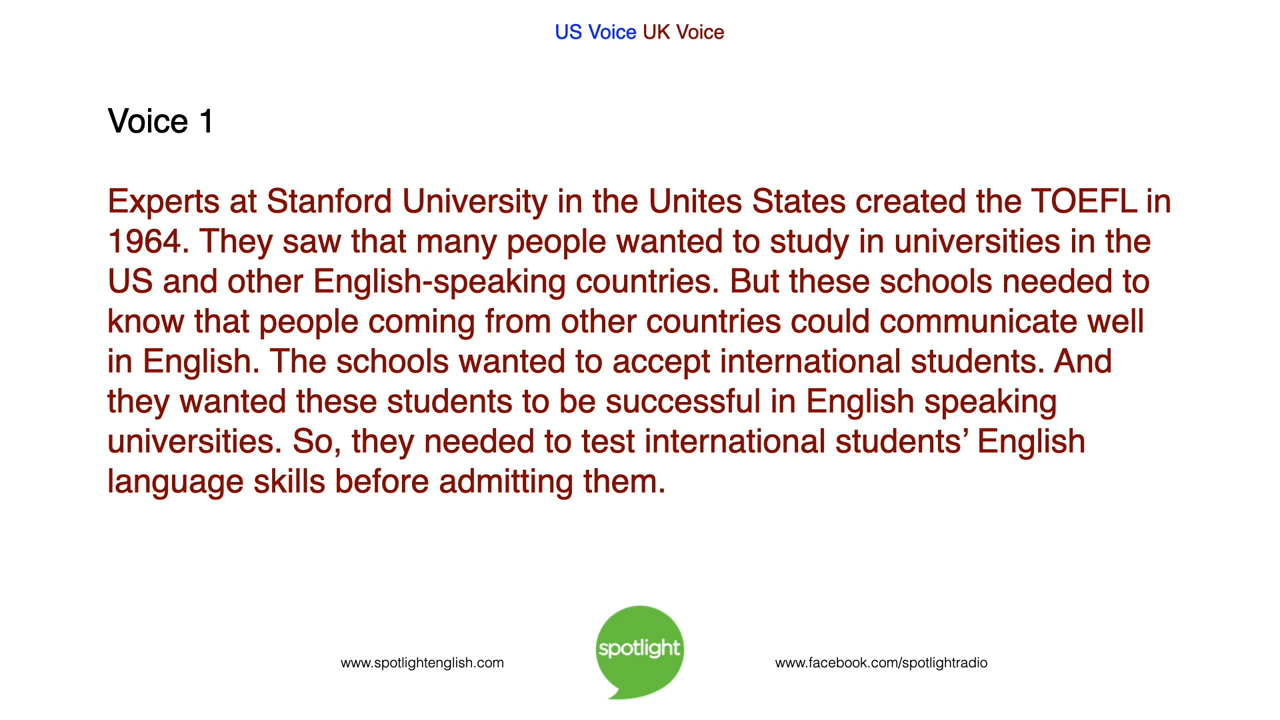 US Voice UK Voice
Voice 1
Experts at Stanford University in the Unites States created the TOEFL in
1964. They saw that many people wanted to study in universities in the
US and other English-speaking countries. But these schools needed to
know that people coming from other countries could communicate well
in English. The schools wanted to accept international students. And
they wanted these students to be successful in English speaking
universities. So, they needed to test international students’ English
language skills before admitting them.
www.spotlightenglish.com
spotlight
www.facebook.com/spotlightradio